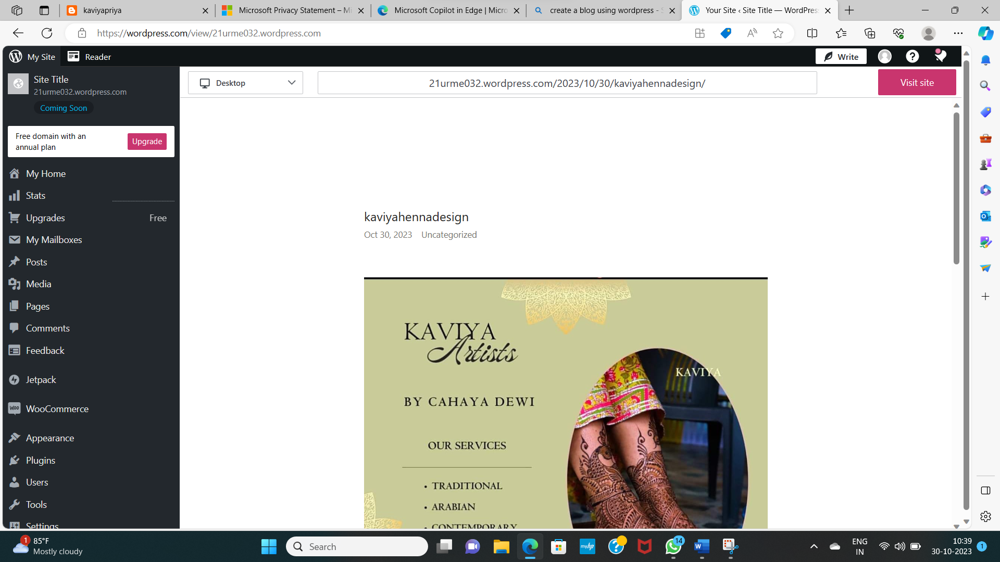 kaviyapriya
Microsoft Privacy Statement – Mi
Microsoft Copilot in Edge | Micro
create a blog using wordpress - S
Your Site ‹ Site Title — WordPress
https://wordpress.com/view/21urme032.wordpress.com
My Site
Reader
Write
Site Title
21urme032.wordpress.com
Coming Soon
Desktop
21urme032.wordpress.com/2023/10/30/kaviyahennadesign/
Visit site
Free domain with an
annual plan
Upgrade
My Home
Stats
Upgrades
Free
My Mailboxes
Posts
Media
Pages
Comments
Feedback
Jetpack
WooCommerce
Appearance
Plugins
Users
Tools
Settings
kaviyahennadesign
Oct 30, 2023 Uncategorized
KAVIYA
Artists
KAVIYA
BY CAHAYA DEWI
OUR SERVICES
• TRADITIONAL
• ARABIAN
• CONTEMPORARY
1
85°F
Mostly cloudy
Search
myhp
14
ENG
IN
10:39
30-10-2023
1